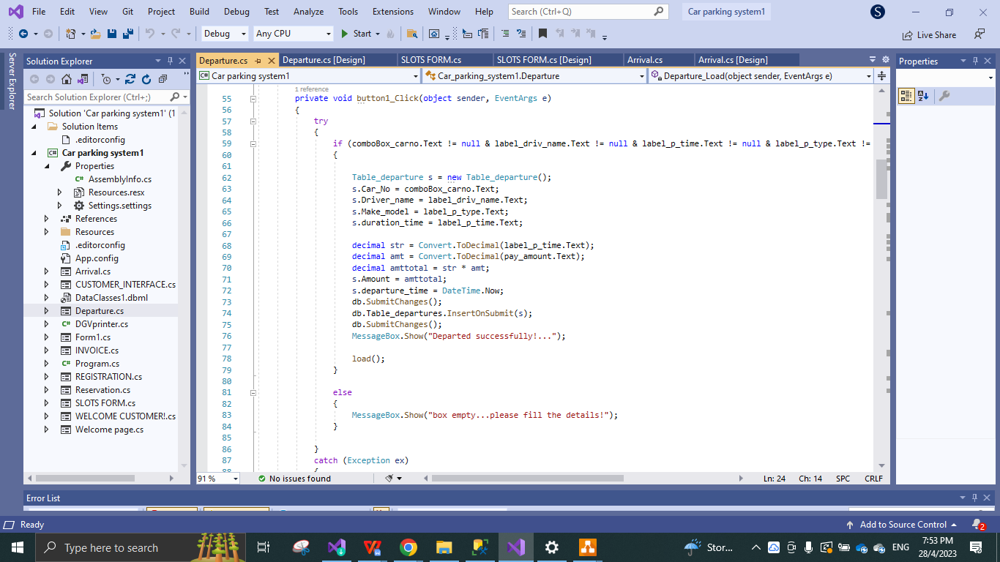 File Edit View Git Project Build Debug Test Analyze Tools Extensions Window Help Search (Ctrl+Q) Car parking system1 S
Debug Any CPU Start Live Share
Server Explorer
Solution Explorer
Search Solution Explorer (Ctrl+;)
Solution 'Car parking system1' (1
Solution Items
.editorconfig
Car parking system1
Properties
AssemblyInfo.cs
Resources.resx
Settings.settings
References
Resources
.editorconfig
App.config
Arrival.cs
CUSTOMER_INTERFACE.cs
DataClasses1.dbml
Departure.cs
DGVprinter.cs
Form1.cs
INVOICE.cs
Program.cs
REGISTRATION.cs
Reservation.cs
SLOTS FORM.cs
WELCOME CUSTOMER!.cs
Welcome page.cs
Departure.cs Departure.cs [Design] SLOTS FORM.cs SLOTS FORM.cs [Design] Arrival.cs Arrival.cs [Design]
Car parking system1 Car_parking_system1.Departure Departure_Load(object sender, EventArgs e)
1 reference
55 private void button1_Click(object sender, EventArgs e)
56 {
57 try
58 {
59 if (comboBox_carno.Text != null & label_driv_name.Text != null & label_p_time.Text != null & label_p_type.Text !=
60 {
61
62 Table_departure s = new Table_departure();
63 s.Car_No = comboBox_carno.Text;
64 s.Driver_name = label_driv_name.Text;
65 s.Make_model = label_p_type.Text;
66 s.duration_time = label_p_time.Text;
67
68 decimal str = Convert.ToDecimal(label_p_time.Text);
69 decimal amt = Convert.ToDecimal(pay_amount.Text);
70 decimal amttotal = str * amt;
71 s.Amount = amttotal;
72 s.departure_time = DateTime.Now;
73 db.SubmitChanges();
74 db.Table_departures.InsertOnSubmit(s);
75 db.SubmitChanges();
76 MessageBox.Show("Departed successfully!...");
77
78 load();
79 }
80
81 else
82 {
83 MessageBox.Show("box empty...please fill the details!");
84 }
85
86 }
87 catch (Exception ex)
88 {
91 % No issues found Ln: 24 Ch: 14 SPC CRLF
Properties
Error List
Ready Add to Source Control 2
Type here to search Stor... ENG 7:53 PM
28/4/2023